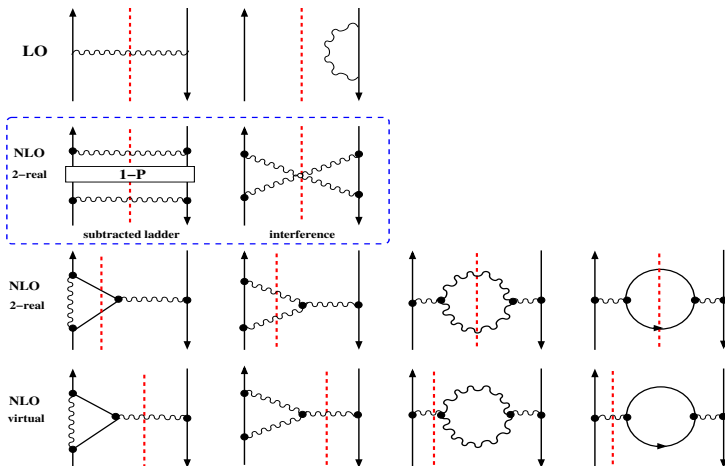 LO
NLO
2-real
1-P
subtracted ladder
interference
NLO
2-real
NLO
virtual